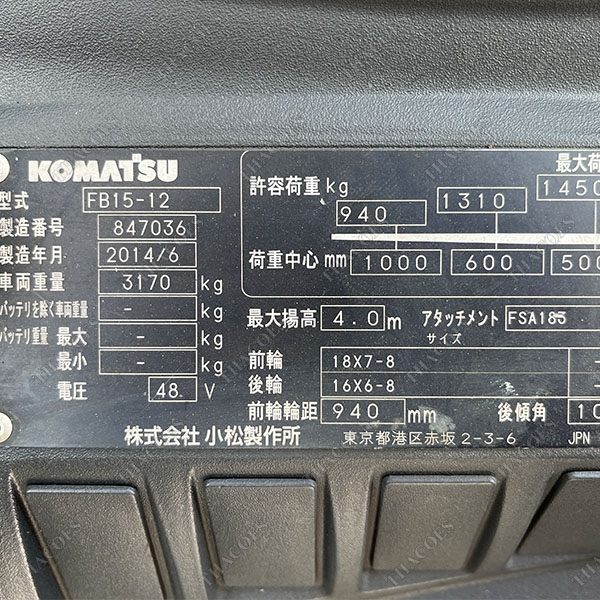 KOMATSU
最大荷
型式 FB15-12
許容荷重 kg 940 1310 1450
製造番号 847036
製造年月 2014/6
荷重中心 mm 1000 600 500
車両重量 3170 kg
バッテリを除く車両重量 - kg
バッテリ重量 最大 - kg
最小 - kg
電圧 48 V
最大揚高 4.0 m アタッチメント FSA185
サイズ
前輪 18X7-8 -
後輪 16X6-8 -
前輪輪距 940 mm 後傾角 10
株式会社 小松製作所 東京都港区赤坂 2-3-6 JPN
THACOES